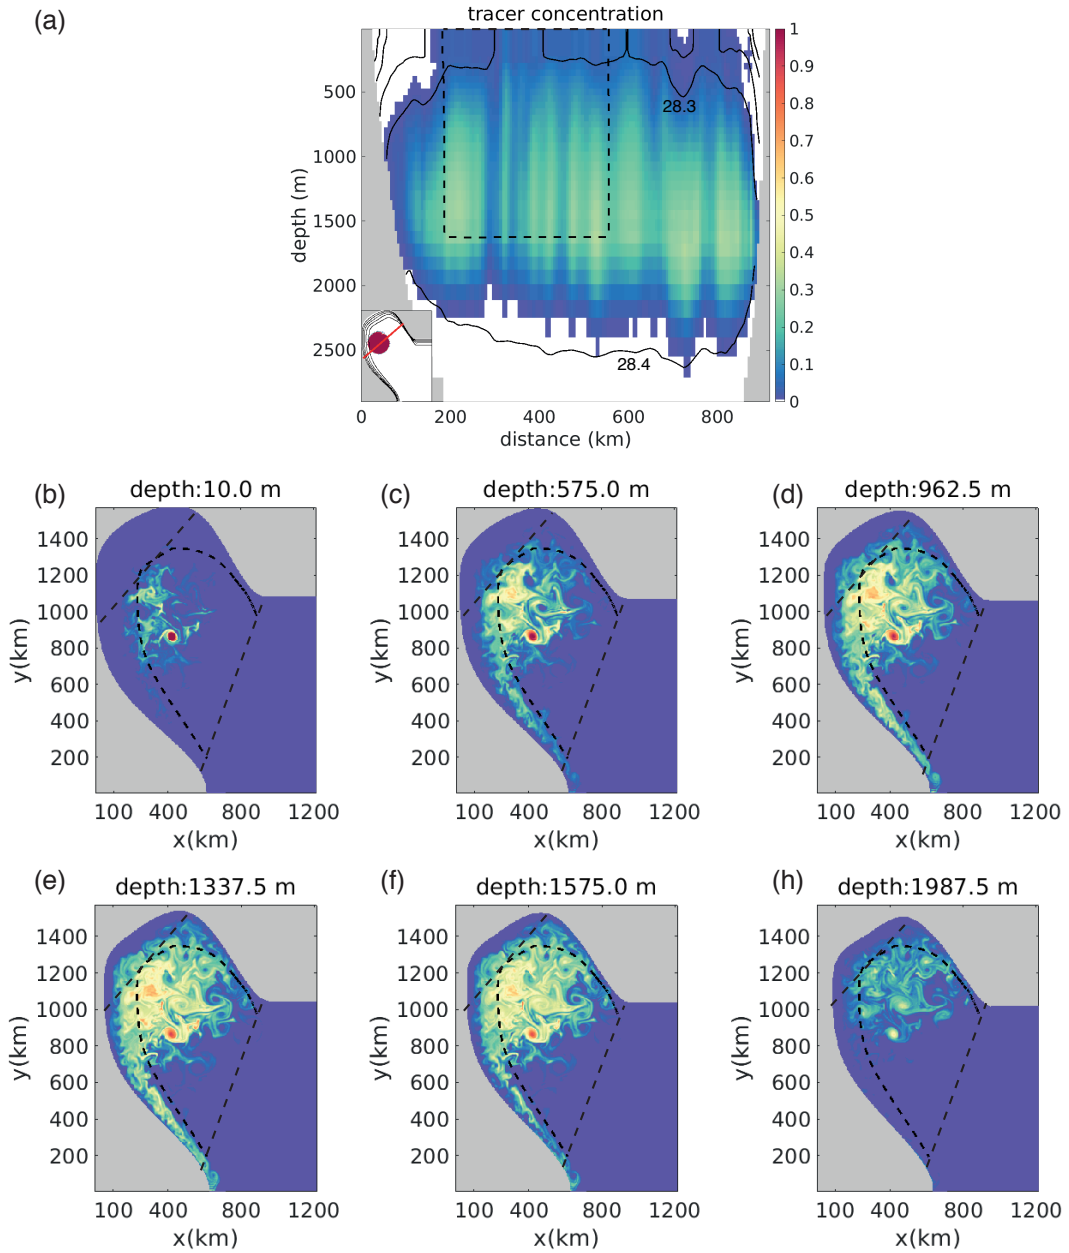 (a)
tracer concentration
depth (m)
500
1000
1500
2000
2500
28.3
28.4
0
200
400
600
800
distance (km)
1
0.9
0.8
0.7
0.6
0.5
0.4
0.3
0.2
0.1
0
(b)
depth:10.0 m
y(km)
1400
1200
1000
800
600
400
200
100 400 800 1200
x(km)
(c)
depth:575.0 m
y(km)
1400
1200
1000
800
600
400
200
100 400 800 1200
x(km)
(d)
depth:962.5 m
y(km)
1400
1200
1000
800
600
400
200
100 400 800 1200
x(km)
(e)
depth:1337.5 m
y(km)
1400
1200
1000
800
600
400
200
100 400 800 1200
x(km)
(f)
depth:1575.0 m
y(km)
1400
1200
1000
800
600
400
200
100 400 800 1200
x(km)
(h)
depth:1987.5 m
y(km)
1400
1200
1000
800
600
400
200
100 400 800 1200
x(km)